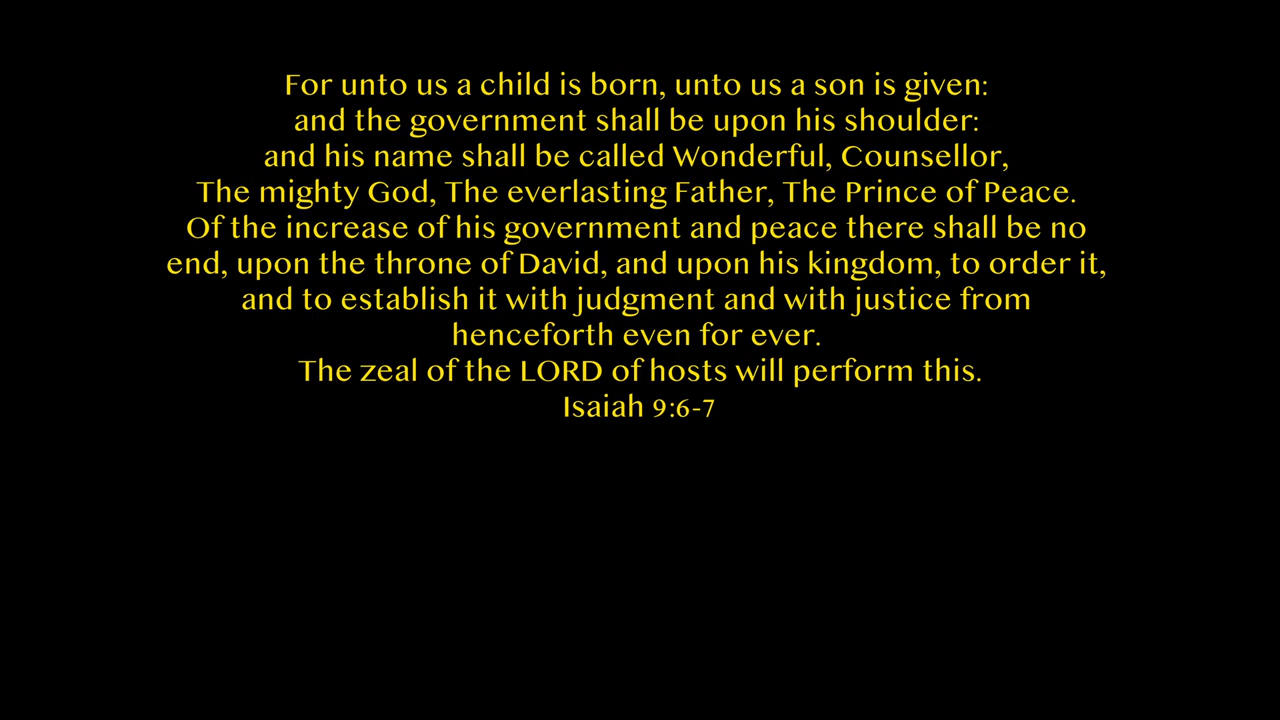 For unto us a child is born, unto us a son is given:
and the government shall be upon his shoulder:
and his name shall be called Wonderful, Counsellor,
The mighty God, The everlasting Father, The Prince of Peace.
Of the increase of his government and peace there shall be no
end, upon the throne of David, and upon his kingdom, to order it,
and to establish it with judgment and with justice from
henceforth even for ever.
The zeal of the LORD of hosts will perform this.
Isaiah 9:6-7